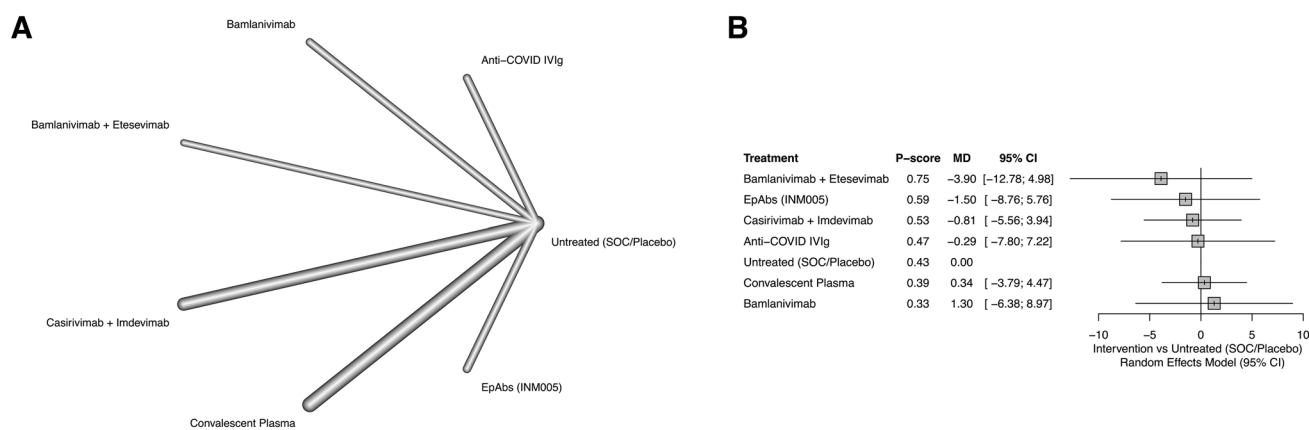 A
Bamlanivimab
Anti−COVID IVIg
Bamlanivimab + Etesevimab
Untreated (SOC/Placebo)
Casirivimab + Imdevimab
EpAbs (INM005)
Convalescent Plasma
B
Treatment P−score MD 95% CI
Bamlanivimab + Etesevimab 0.75 −3.90 [−12.78; 4.98]
EpAbs (INM005) 0.59 −1.50 [ −8.76; 5.76]
Casirivimab + Imdevimab 0.53 −0.81 [ −5.56; 3.94]
Anti−COVID IVIg 0.47 −0.29 [ −7.80; 7.22]
Untreated (SOC/Placebo) 0.43 0.00
Convalescent Plasma 0.39 0.34 [ −3.79; 4.47]
Bamlanivimab 0.33 1.30 [ −6.38; 8.97]
−10 −5 0 5 10
Intervention vs Untreated (SOC/Placebo)
Random Effects Model (95% CI)